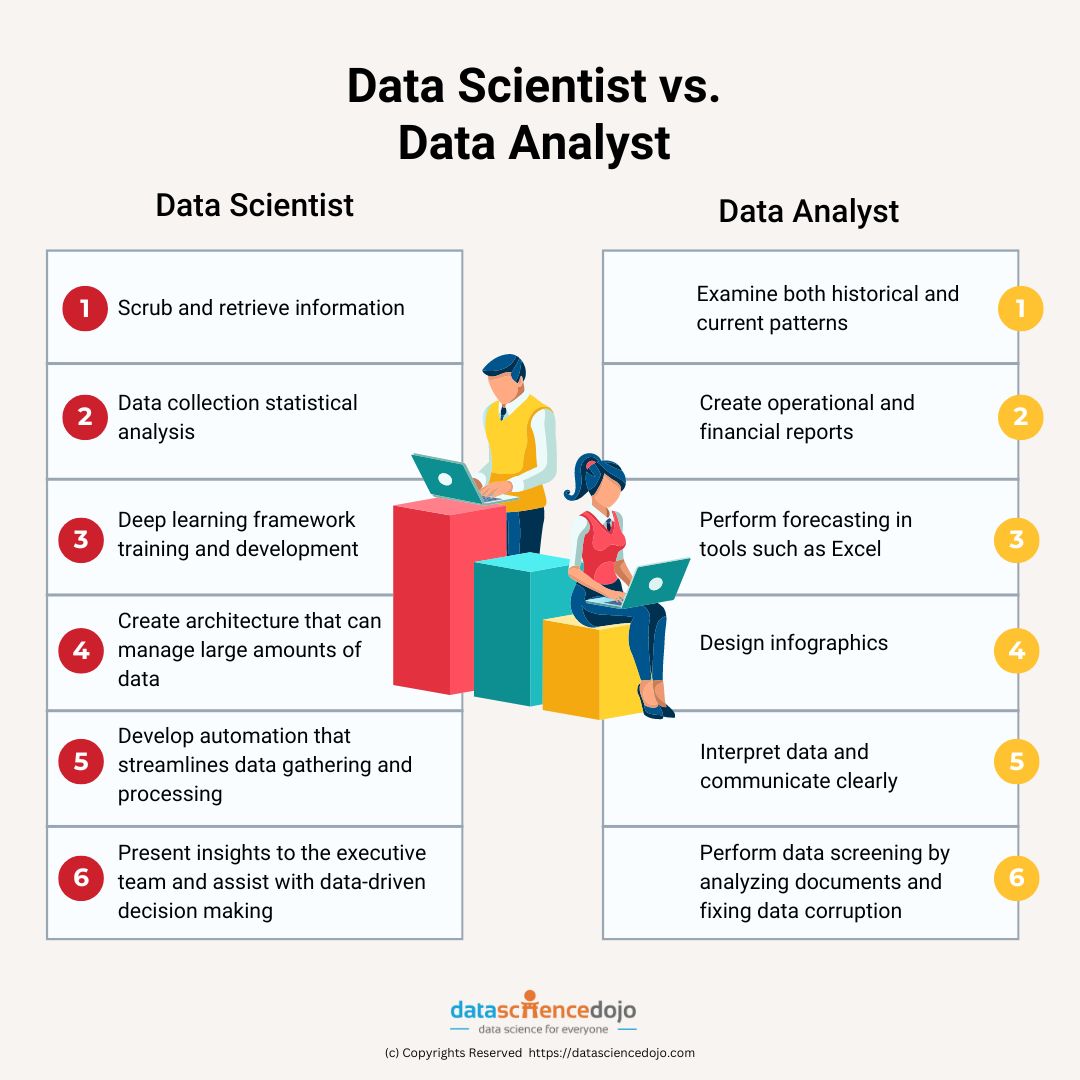 Data Scientist vs.
Data Analyst
Data Scientist
1
Scrub and retrieve information
2
Data collection statistical
analysis
3
Deep learning framework
training and development
4
Create architecture that can
manage large amounts of
data
5
Develop automation that
streamlines data gathering and
processing
6
Present insights to the executive
team and assist with data-driven
decision making
Data Analyst
Examine both historical and
current patterns
1
Create operational and
financial reports
2
Perform forecasting in
tools such as Excel
3
Design infographics
4
Interpret data and
communicate clearly
5
Perform data screening by
analyzing documents and
fixing data corruption
6
datasciencedojo
data science for everyone
(c) Copyrights Reserved https://datasciencedojo.com